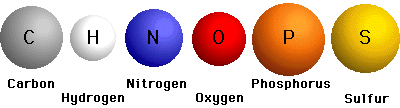 C H N O P S
Carbon Nitrogen Phosphorus
Hydrogen Oxygen Sulfur